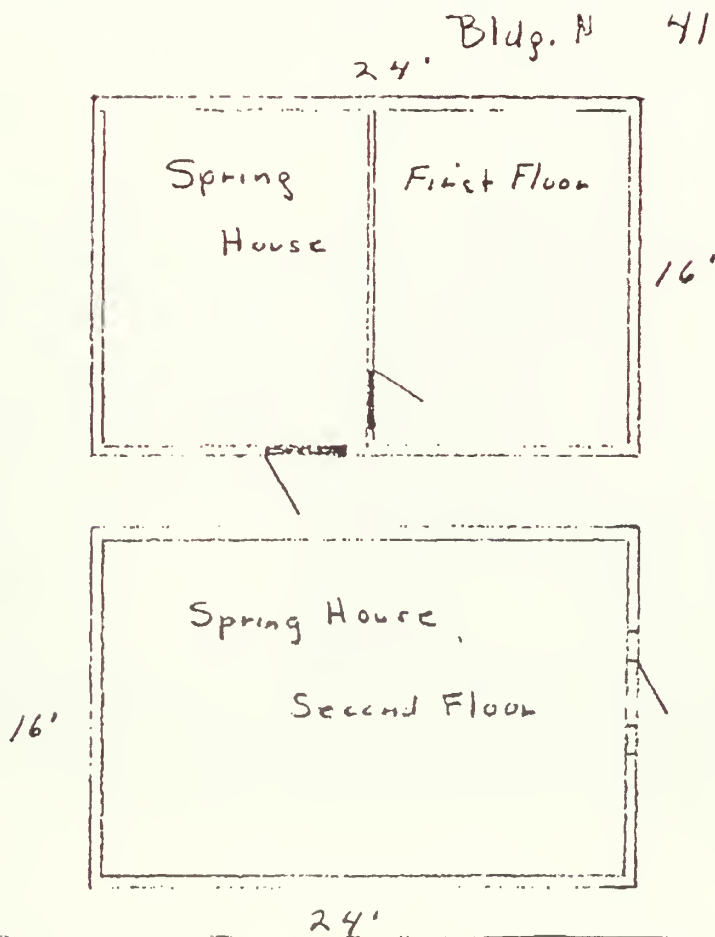 Bldg. N 41
24'
Spring First Floor
House
16'
Spring House
Second Floor
16'
24'